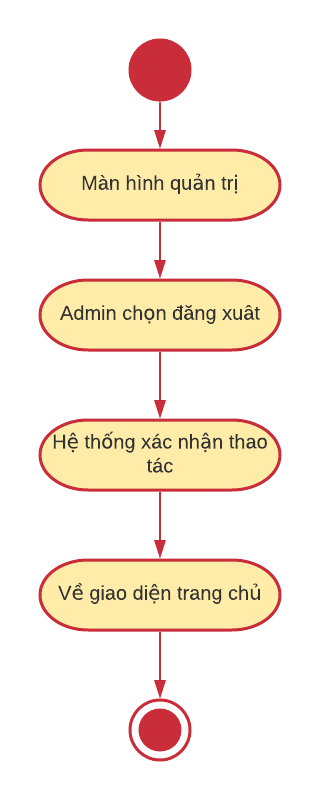 Màn hình quản trị
Admin chọn đăng xuât
Hệ thống xác nhận thao
tác
Về giao diện trang chủ